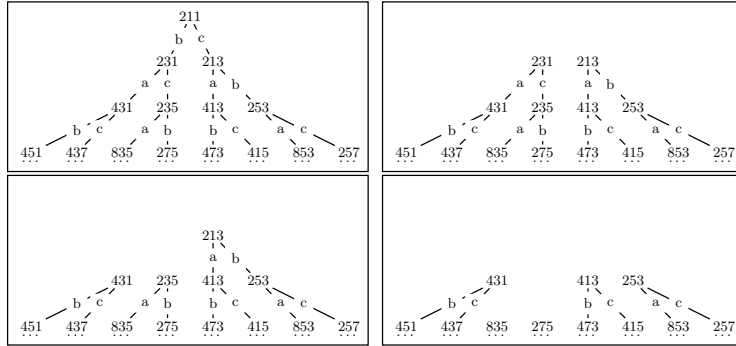 211
b c
231 213
a c a b
431 235 413 253
b c a b b c a c
451 437 835 275 473 415 853 257
... ... ... ... ... ... ... ...
231 213
a c a b
431 235 413 253
b c a b b c a c
451 437 835 275 473 415 853 257
... ... ... ... ... ... ... ...
213
a b
431 235 413 253
b c a b b c a c
451 437 835 275 473 415 853 257
... ... ... ... ... ... ... ...
431 413 253
b c b c a c
451 437 835 275 473 415 853 257
... ... ... ... ... ... ... ...